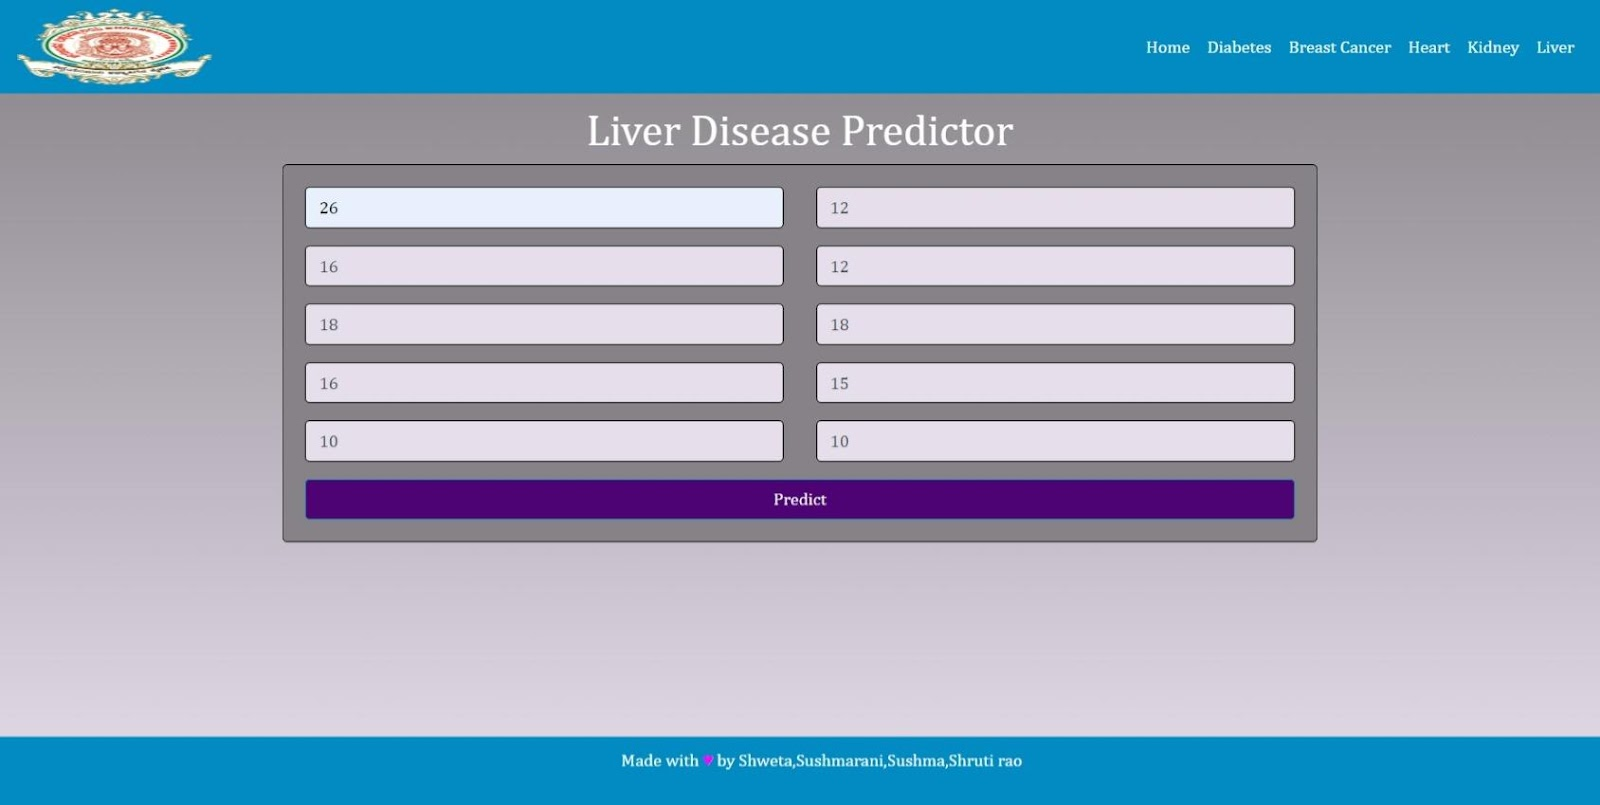 Home Diabetes Breast Cancer Heart Kidney Liver
Liver Disease Predictor
26 12
16 12
18 18
16 15
10 10
Predict
Made with ♥ by Shweta,Sushmarani,Sushma,Shruti rao